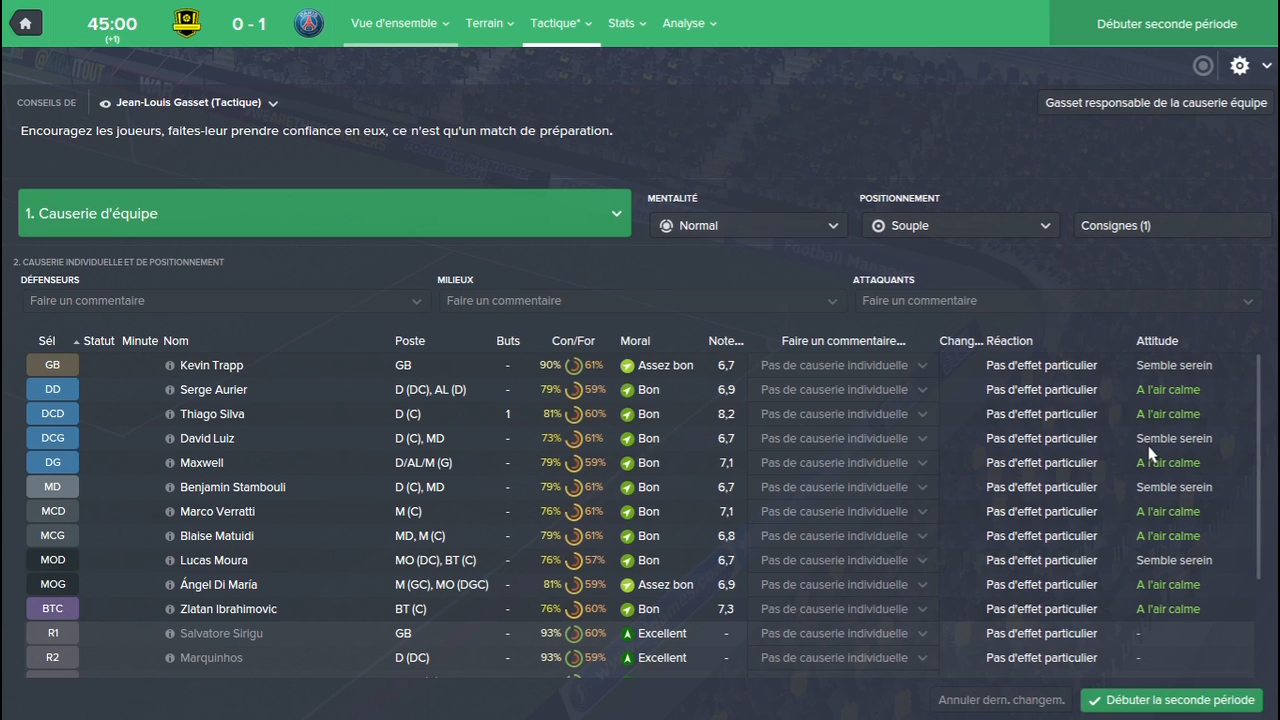 45:00 0 - 1 Vue d'ensemble Terrain Tactique* Stats Analyse Débuter seconde période
(+1)
CONSEILS DE Jean-Louis Gasset (Tactique) Gasset responsable de la causerie équipe
Encouragez les joueurs, faites-leur prendre confiance en eux, ce n'est qu'un match de préparation.
MENTALITÉ POSITIONNEMENT
1. Causerie d'équipe Normal Souple Consignes (1)
2. CAUSERIE INDIVIDUELLE ET DE POSITIONNEMENT
DÉFENSEURS MILIEUX ATTAQUANTS
Faire un commentaire Faire un commentaire Faire un commentaire
Sél Statut Minute Nom Poste Buts Con/For Moral Note... Faire un commentaire... Chang... Réaction Attitude
GB Kevin Trapp GB - 90% 61% Assez bon 6,7 Pas de causerie individuelle Pas d'effet particulier Semble serein
DD Serge Aurier D (DC), AL (D) - 79% 59% Bon 6,9 Pas de causerie individuelle Pas d'effet particulier A l'air calme
DCD Thiago Silva D (C) 1 81% 60% Bon 8,2 Pas de causerie individuelle Pas d'effet particulier A l'air calme
DCG David Luiz D (C), MD - 73% 61% Bon 6,7 Pas de causerie individuelle Pas d'effet particulier Semble serein
DG Maxwell D/AL/M (G) - 79% 59% Bon 7,1 Pas de causerie individuelle Pas d'effet particulier A l'air calme
MD Benjamin Stambouli D (C), MD - 79% 61% Bon 6,7 Pas de causerie individuelle Pas d'effet particulier Semble serein
MCD Marco Verratti M (C) - 76% 61% Bon 7,1 Pas de causerie individuelle Pas d'effet particulier A l'air calme
MCG Blaise Matuidi MD, M (C) - 79% 61% Bon 6,8 Pas de causerie individuelle Pas d'effet particulier A l'air calme
MOD Lucas Moura MO (DC), BT (C) - 76% 57% Bon 6,7 Pas de causerie individuelle Pas d'effet particulier Semble serein
MOG Ángel Di María M (GC), MO (DGC) - 81% 59% Assez bon 6,9 Pas de causerie individuelle Pas d'effet particulier A l'air calme
BTC Zlatan Ibrahimovic BT (C) - 76% 60% Bon 7,3 Pas de causerie individuelle Pas d'effet particulier A l'air calme
R1 Salvatore Sirigu GB - 93% 60% Excellent - Pas de causerie individuelle Pas d'effet particulier -
R2 Marquinhos D (DC) - 93% 59% Excellent - Pas de causerie individuelle Pas d'effet particulier -
Annuler dern. changem. Débuter la seconde période